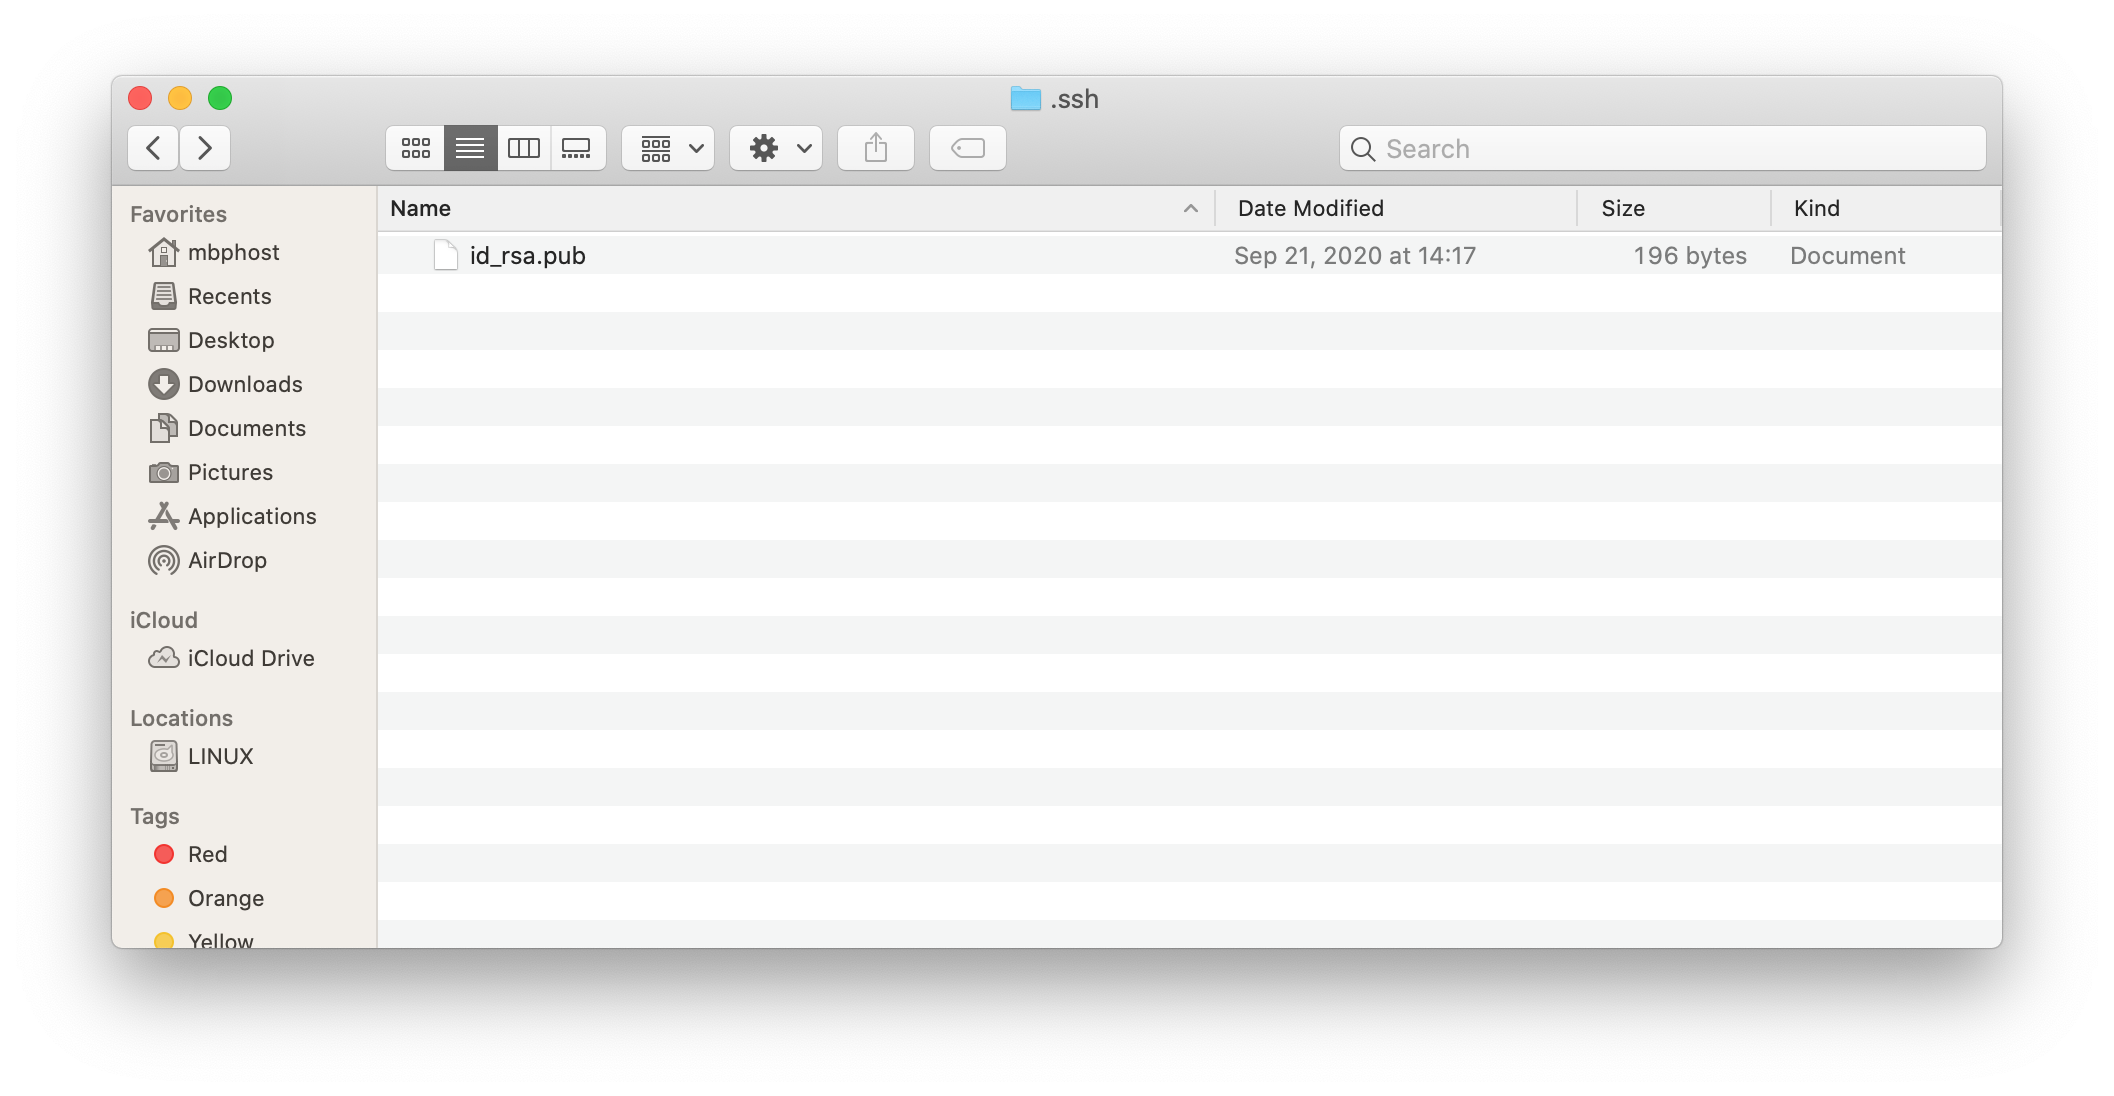 .ssh
Search
Favorites
mbphost
Recents
Desktop
Downloads
Documents
Pictures
Applications
AirDrop
iCloud
iCloud Drive
Locations
LINUX
Tags
Red
Orange
Yellow
Name Date Modified Size Kind
id_rsa.pub Sep 21, 2020 at 14:17 196 bytes Document